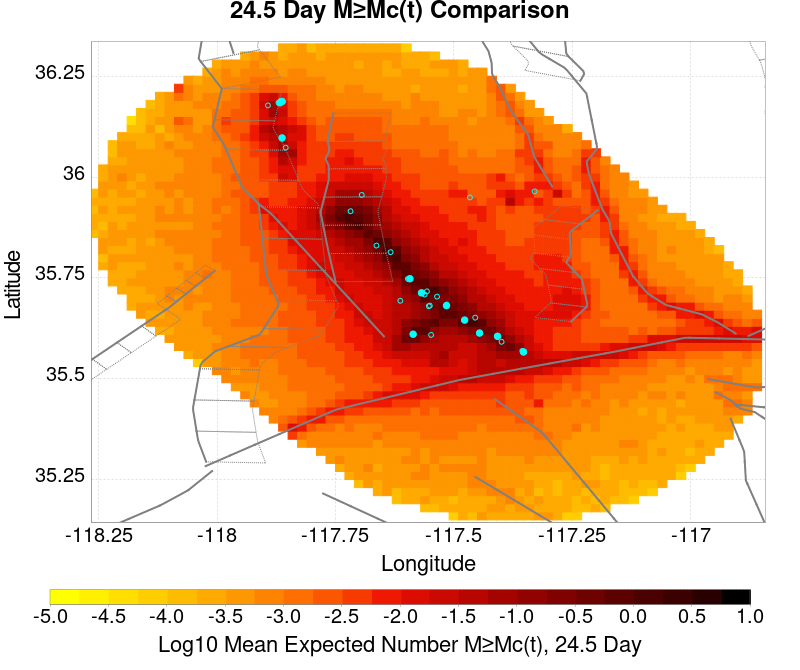 24.5 Day M≥Mc(t) Comparison
36.25
36
35.75
35.5
35.25
Latitude
-118.25 -118 -117.75 -117.5 -117.25 -117
Longitude
-5.0 -4.5 -4.0 -3.5 -3.0 -2.5 -2.0 -1.5 -1.0 -0.5 0.0 0.5 1.0
Log10 Mean Expected Number M≥Mc(t), 24.5 Day